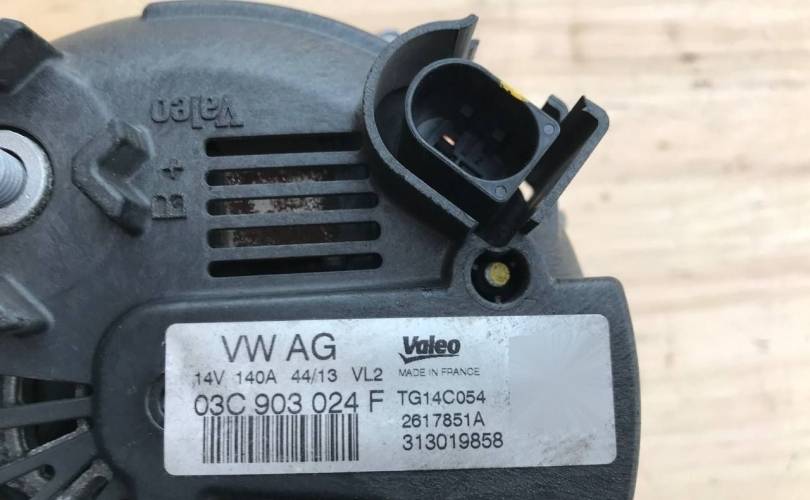 Valeo
B+
VW AG
14V 140A 44/13 VL2
03C 903 024 F
Valeo
MADE IN FRANCE
TG14C054
2617851A
313019858